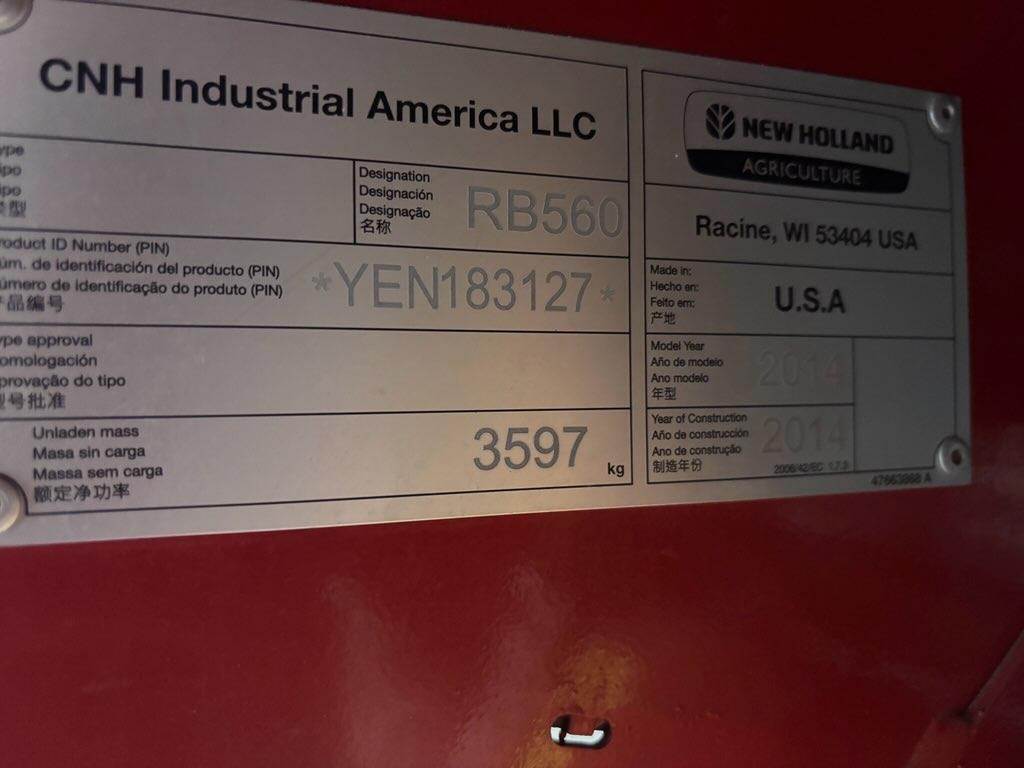 CNH Industrial America LLC
ype
ipo
ipo
型
Designation
Designación
Designação
名称
RB560
roduct ID Number (PIN)
úm. de identificación del producto (PIN)
úmero de identificação do produto (PIN)
品编号
*YEN183127*
ype approval
omologación
provação do tipo
号批准
Unladen mass
Masa sin carga
Massa sem carga
额定净功率
3597 kg
NEW HOLLAND
AGRICULTURE
Racine, WI 53404 USA
Made in:
Hecho en:
Feito em:
产地
U.S.A
Model Year
Año de modelo
Ano modelo
年型
2014
Year of Construction
Año de construcción
Ano de construção
制造年份
2014
2006/42/EC 1.7.3
47663868 A